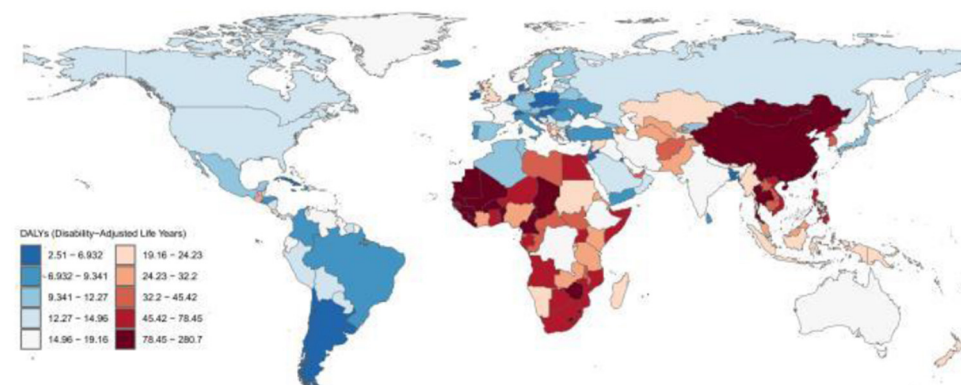 DALYs (Disability−Adjusted Life Years)
2.51 − 6.932
6.932 − 9.341
9.341 − 12.27
12.27 − 14.96
14.96 − 19.16
19.16 − 24.23
24.23 − 32.2
32.2 − 45.42
45.42 − 78.45
78.45 − 280.7